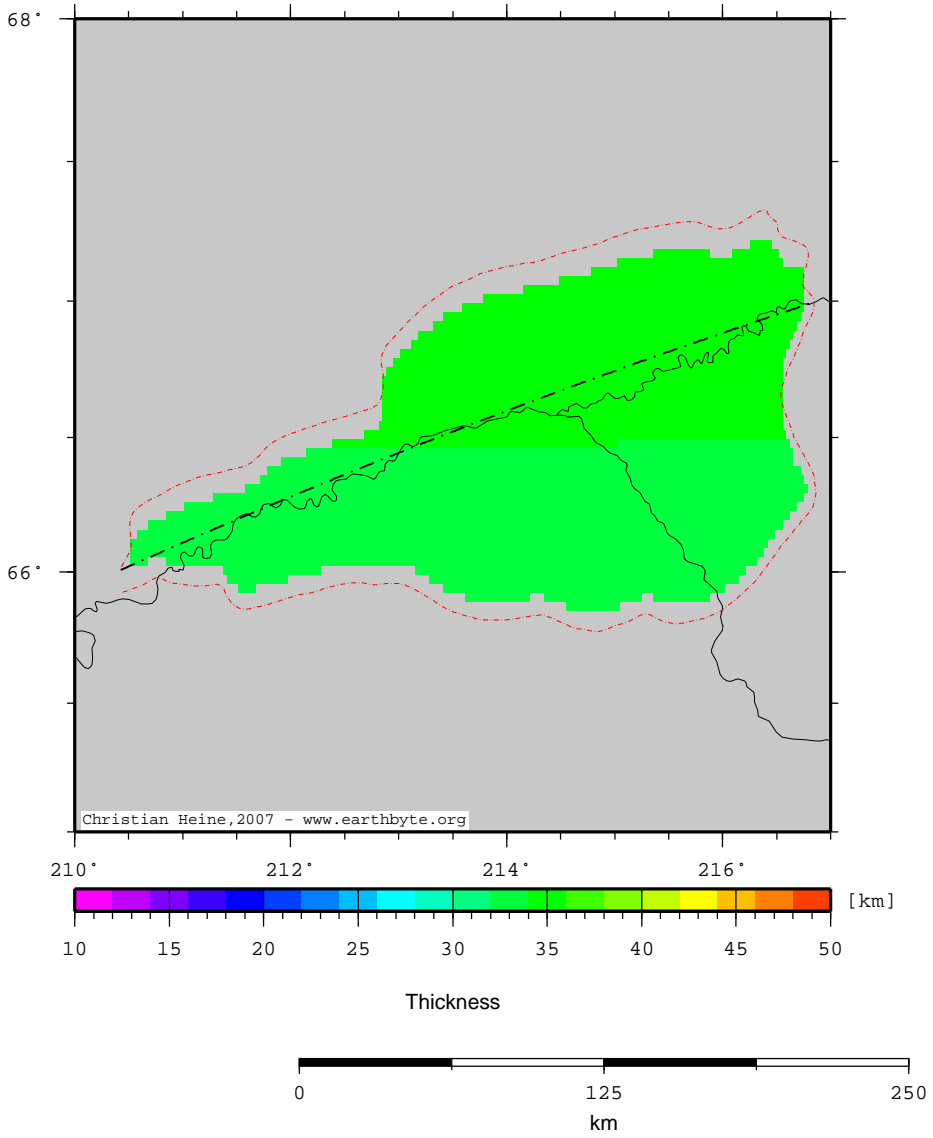 68°
66°
Christian Heine,2007 - www.earthbyte.org
210° 212° 214° 216°
[km]
10 15 20 25 30 35 40 45 50
Thickness
0 125 250
km